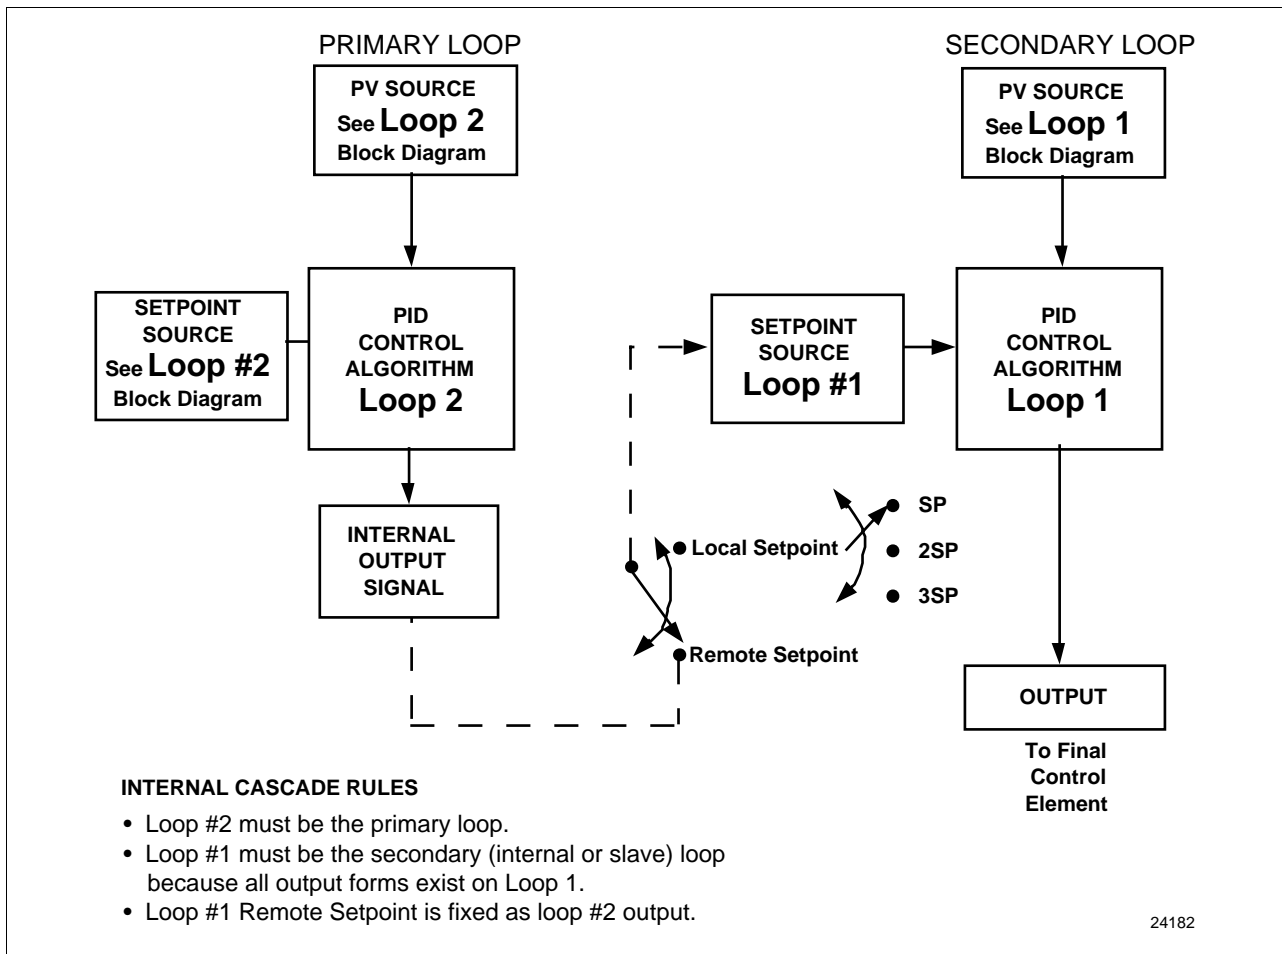 PRIMARY LOOP
SECONDARY LOOP
PV SOURCE
See Loop 2
Block Diagram
PV SOURCE
See Loop 1
Block Diagram
SETPOINT
SOURCE
See Loop #2
Block Diagram
PID
CONTROL
ALGORITHM
Loop 2
SETPOINT
SOURCE
Loop #1
PID
CONTROL
ALGORITHM
Loop 1
INTERNAL
OUTPUT
SIGNAL
Local Setpoint
SP
2SP
3SP
Remote Setpoint
OUTPUT
To Final
Control
Element
INTERNAL CASCADE RULES
• Loop #2 must be the primary loop.
• Loop #1 must be the secondary (internal or slave) loop
because all output forms exist on Loop 1.
• Loop #1 Remote Setpoint is fixed as loop #2 output.
24182